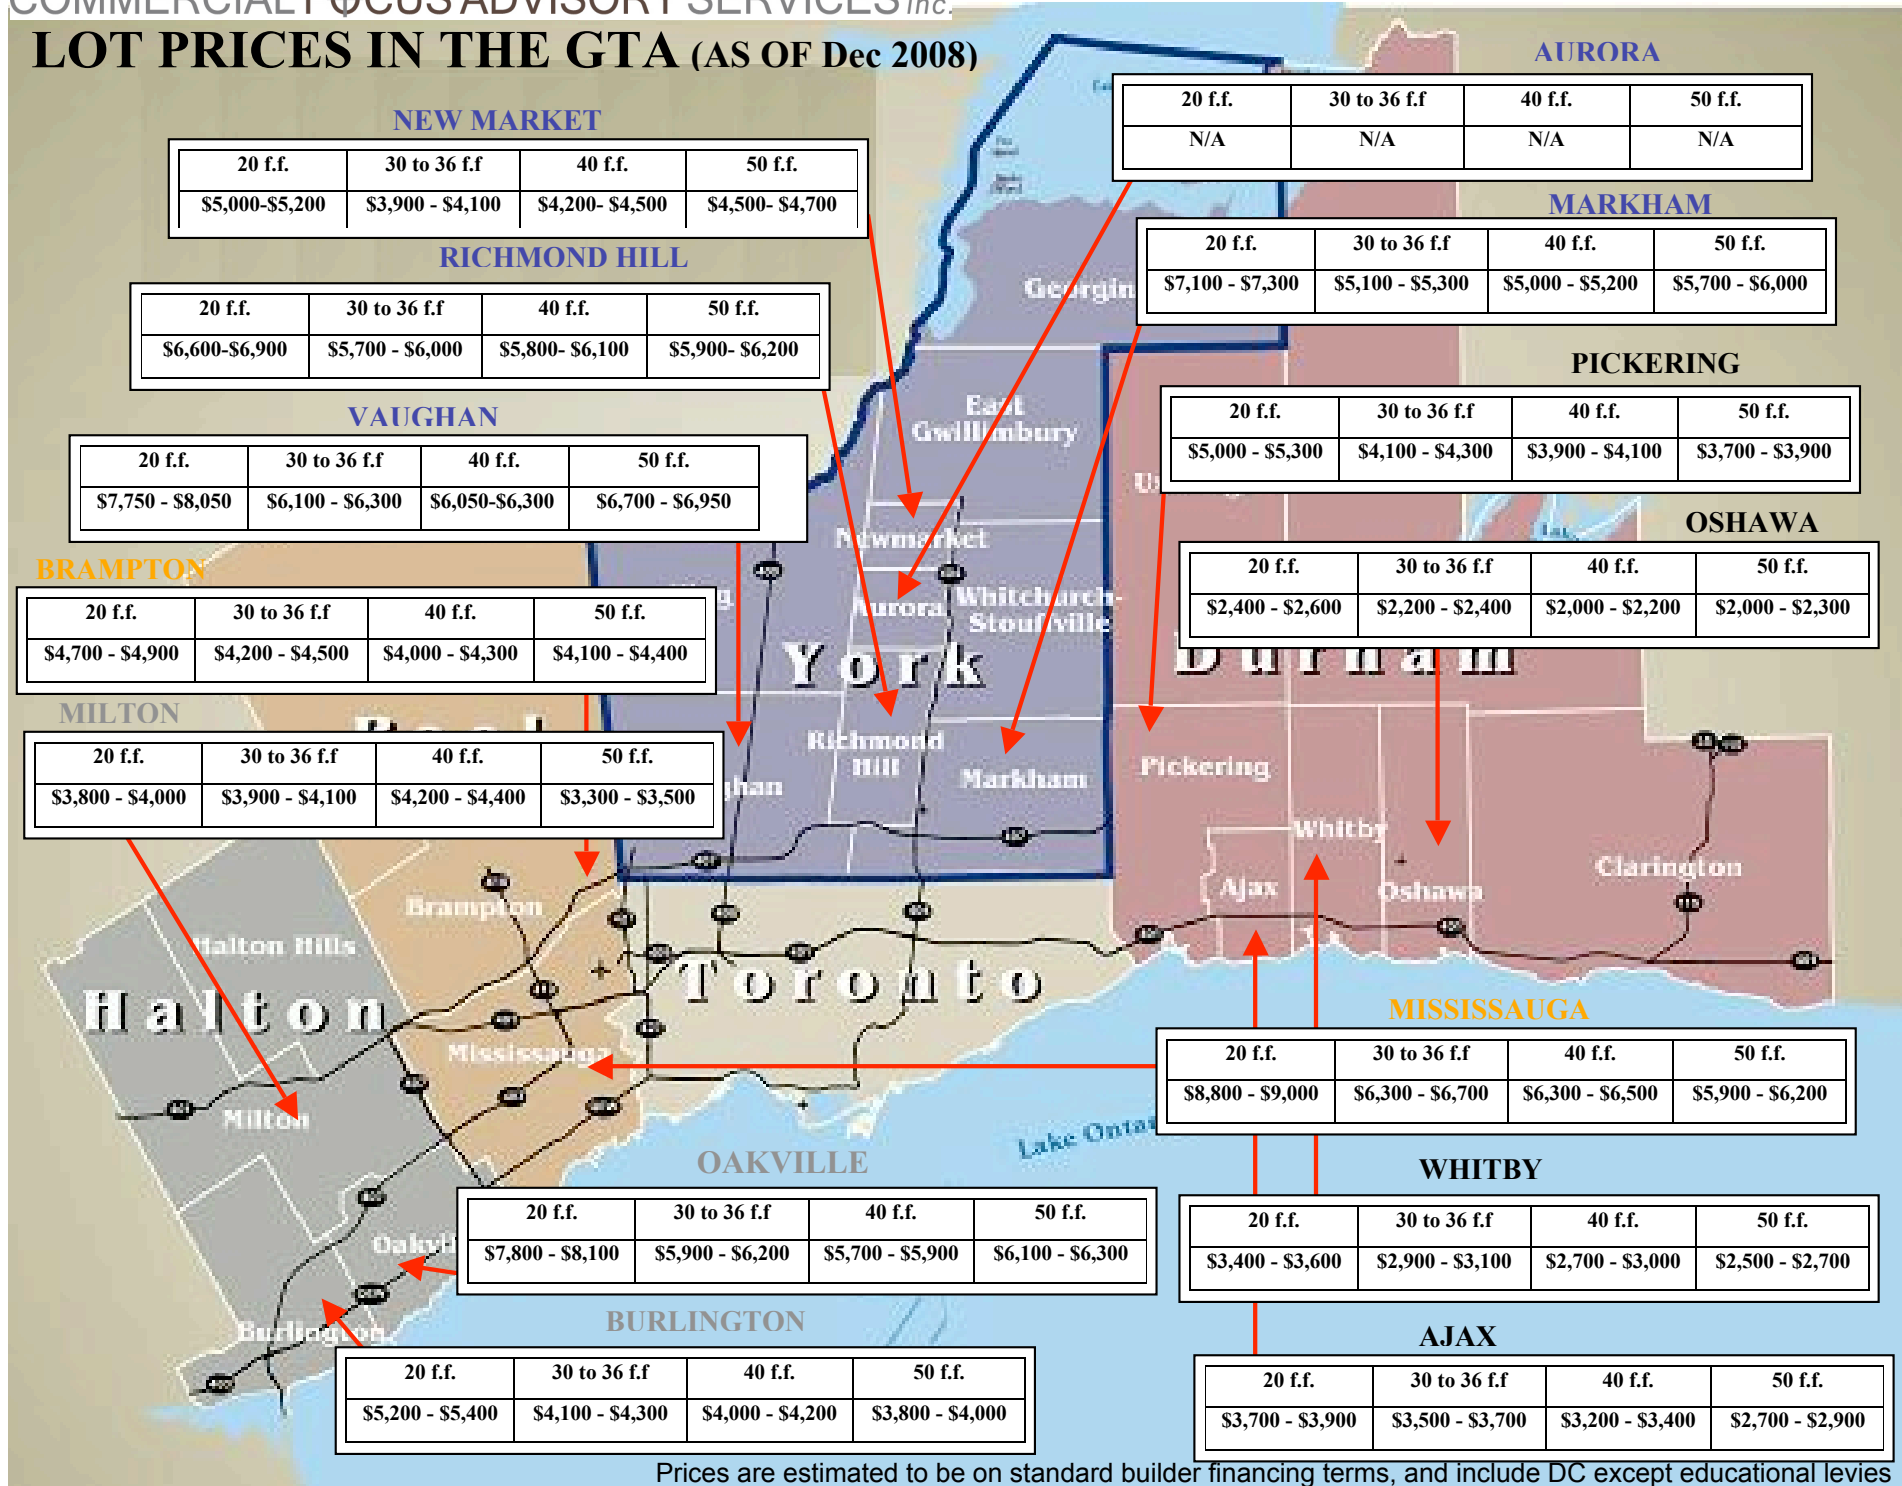 COMMERCIAL FOCUS ADVISORY SERVICES inc.
LOT PRICES IN THE GTA (AS OF Dec 2008)
AURORA
20 f.f. 30 to 36 f.f 40 f.f. 50 f.f.
N/A N/A N/A N/A
NEW MARKET
20 f.f. 30 to 36 f.f 40 f.f. 50 f.f.
$5,000-$5,200 $3,900 - $4,100 $4,200- $4,500 $4,500- $4,700
MARKHAM
20 f.f. 30 to 36 f.f 40 f.f. 50 f.f.
$7,100 - $7,300 $5,100 - $5,300 $5,000 - $5,200 $5,700 - $6,000
RICHMOND HILL
20 f.f. 30 to 36 f.f 40 f.f. 50 f.f.
$6,600-$6,900 $5,700 - $6,000 $5,800- $6,100 $5,900- $6,200
PICKERING
20 f.f. 30 to 36 f.f 40 f.f. 50 f.f.
$5,000 - $5,300 $4,100 - $4,300 $3,900 - $4,100 $3,700 - $3,900
VAUGHAN
20 f.f. 30 to 36 f.f 40 f.f. 50 f.f.
$7,750 - $8,050 $6,100 - $6,300 $6,050-$6,300 $6,700 - $6,950
OSHAWA
20 f.f. 30 to 36 f.f 40 f.f. 50 f.f.
$2,400 - $2,600 $2,200 - $2,400 $2,000 - $2,200 $2,000 - $2,300
BRAMPTON
20 f.f. 30 to 36 f.f 40 f.f. 50 f.f.
$4,700 - $4,900 $4,200 - $4,500 $4,000 - $4,300 $4,100 - $4,400
MILTON
20 f.f. 30 to 36 f.f 40 f.f. 50 f.f.
$3,800 - $4,000 $3,900 - $4,100 $4,200 - $4,400 $3,300 - $3,500
Georgin
East
Gwillimbury
Newmarket
Aurora
Whitchurch-
Stouffville
York
Durham
Peel
Richmond
Hill
ghan
Markham
Pickering
Whitby
Ajax
Oshawa
Clarington
Brampton
Halton Hills
Halton
Toronto
Mississauga
Milton
Lake Ontar
Oakvil
Burlington
MISSISSAUGA
20 f.f. 30 to 36 f.f 40 f.f. 50 f.f.
$8,800 - $9,000 $6,300 - $6,700 $6,300 - $6,500 $5,900 - $6,200
OAKVILLE
20 f.f. 30 to 36 f.f 40 f.f. 50 f.f.
$7,800 - $8,100 $5,900 - $6,200 $5,700 - $5,900 $6,100 - $6,300
WHITBY
20 f.f. 30 to 36 f.f 40 f.f. 50 f.f.
$3,400 - $3,600 $2,900 - $3,100 $2,700 - $3,000 $2,500 - $2,700
BURLINGTON
20 f.f. 30 to 36 f.f 40 f.f. 50 f.f.
$5,200 - $5,400 $4,100 - $4,300 $4,000 - $4,200 $3,800 - $4,000
AJAX
20 f.f. 30 to 36 f.f 40 f.f. 50 f.f.
$3,700 - $3,900 $3,500 - $3,700 $3,200 - $3,400 $2,700 - $2,900
Prices are estimated to be on standard builder financing terms, and include DC except educational levies